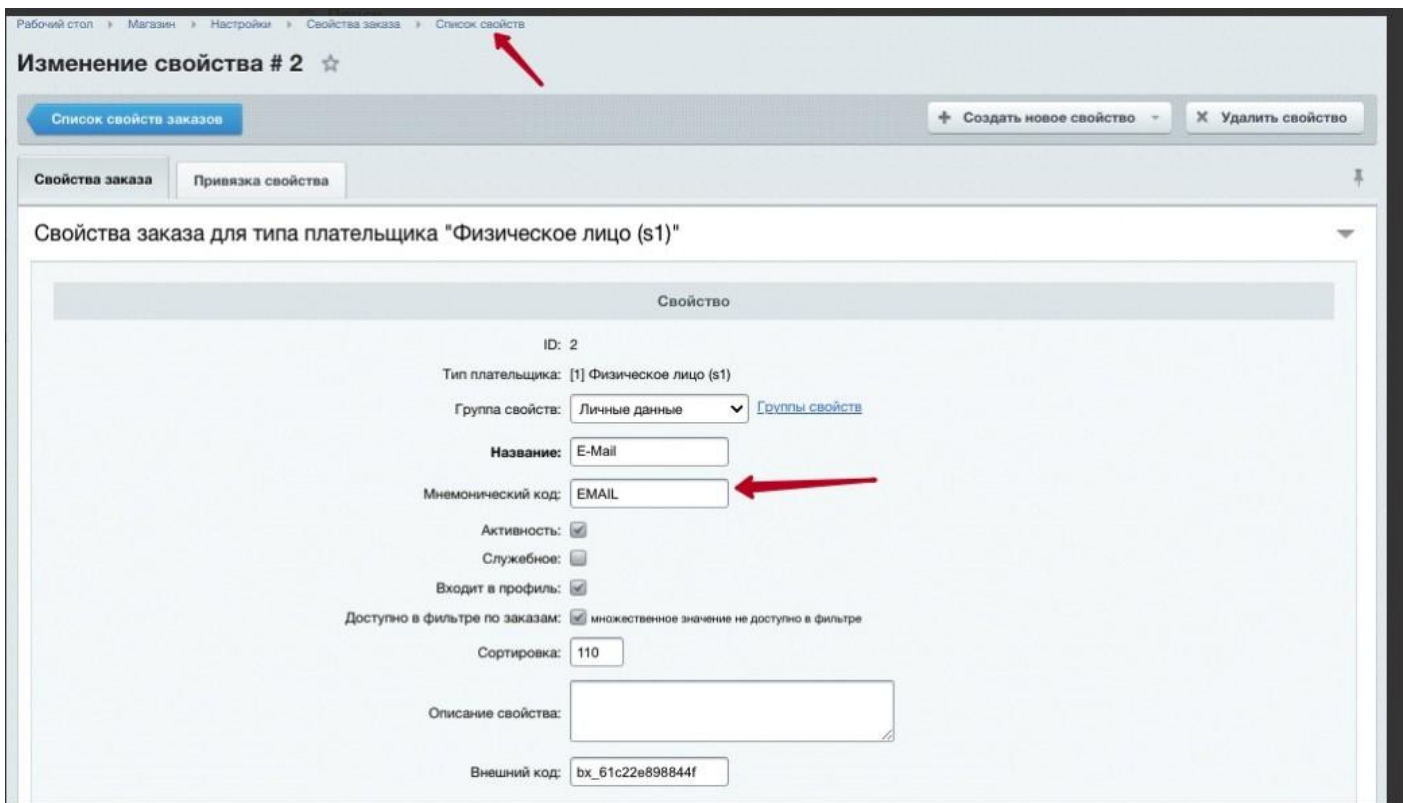 Рабочий стол Магазин Настройки Свойства заказа Список свойств
Изменение свойства # 2
Список свойств заказов + Создать новое свойство X Удалить свойство
Свойства заказа Привязка свойства
Свойства заказа для типа плательщика "Физическое лицо (s1)"
Свойство
ID: 2
Тип плательщика: [1] Физическое лицо (s1)
Группа свойств: Личные данные Группы свойств
Название: E-Mail
Мнемонический код: EMAIL
Активность:
Служебное:
Входит в профиль:
Доступно в фильтре по заказам: множественное значение не доступно в фильтре
Сортировка: 110
Описание свойства:
Внешний код: bx_61c22e898844f